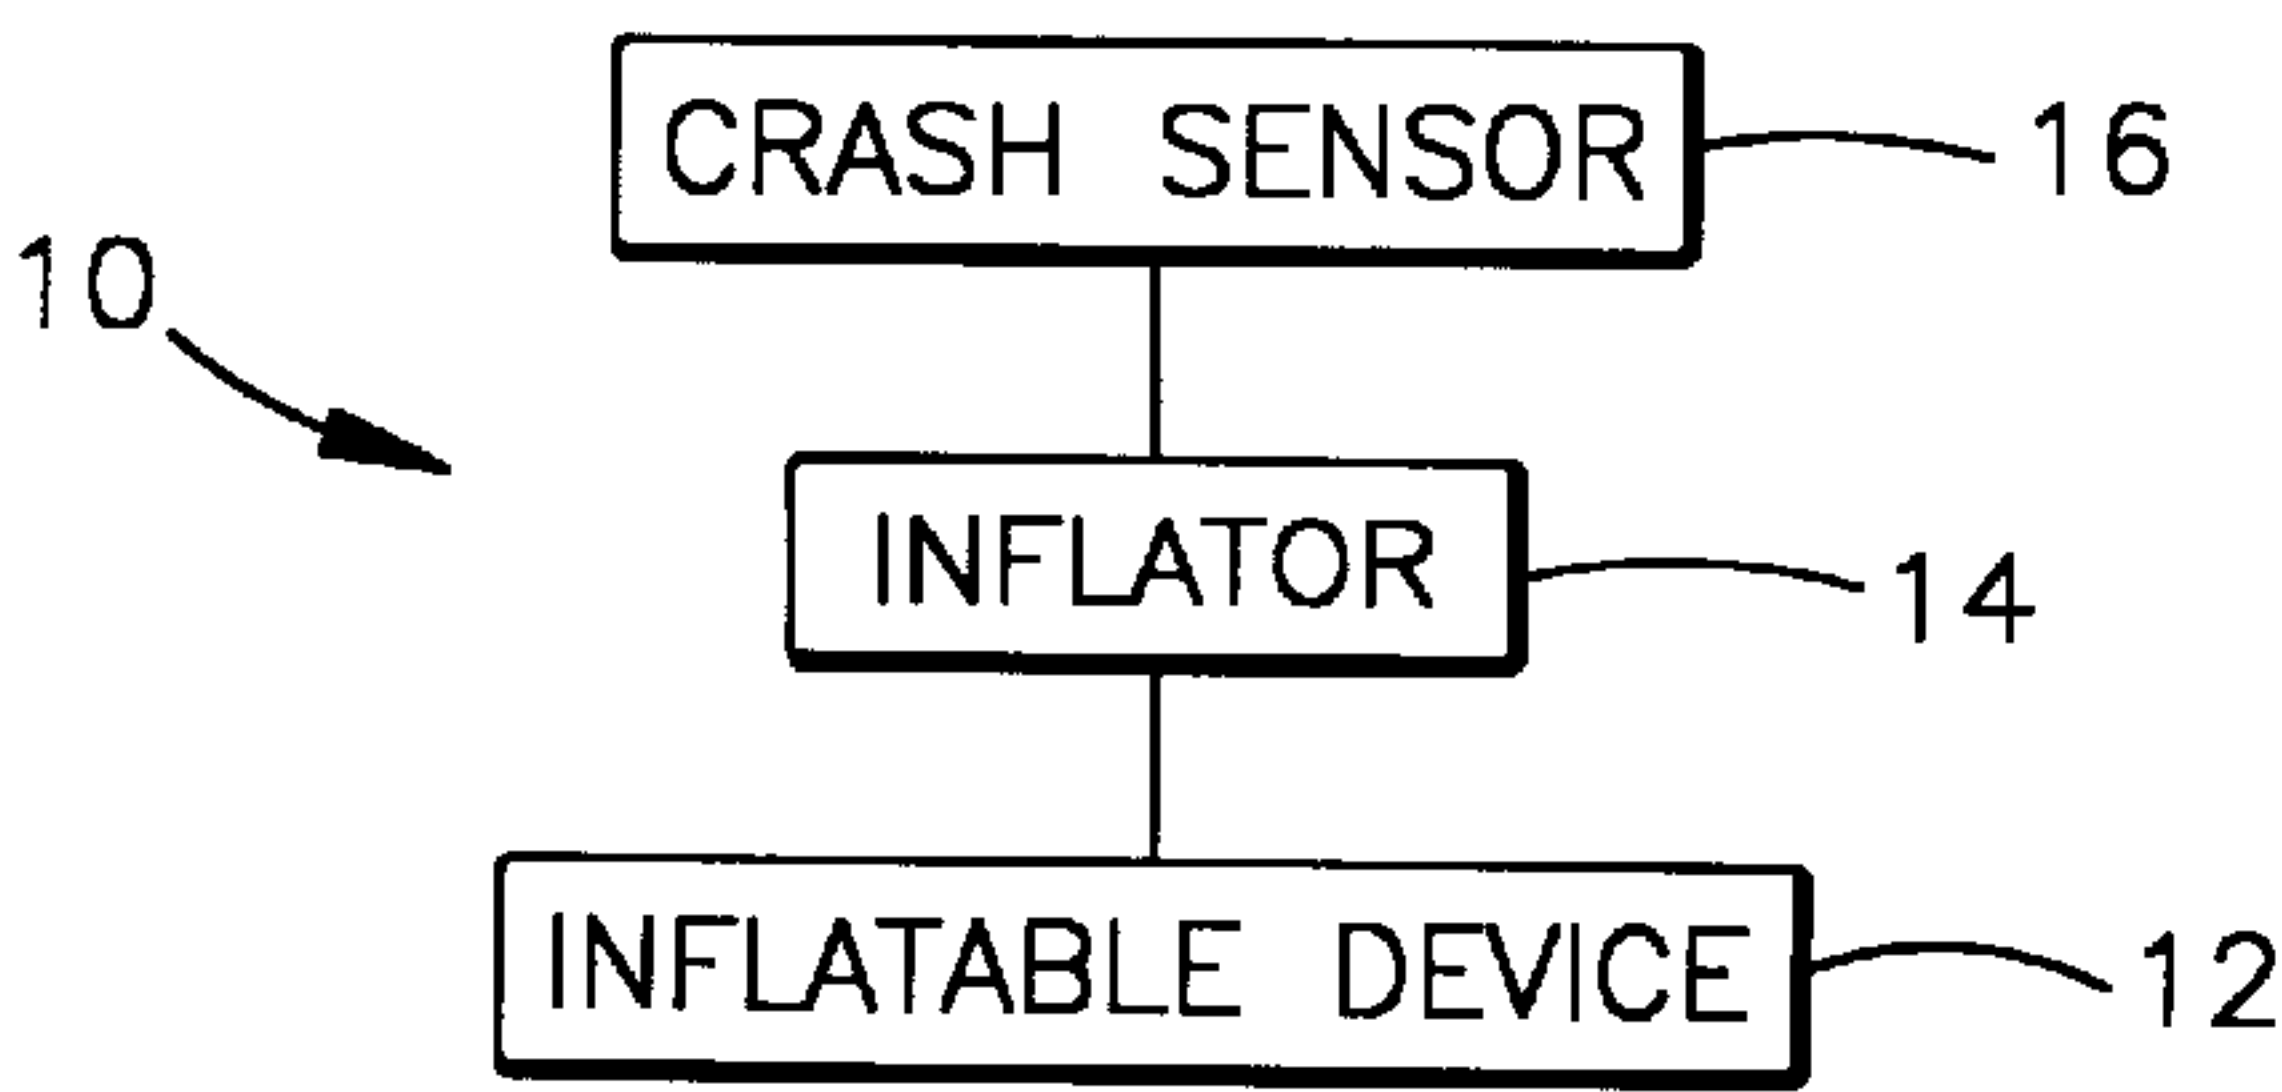 CRASH SENSOR
16
10
INFLATOR
14
INFLATABLE DEVICE
12